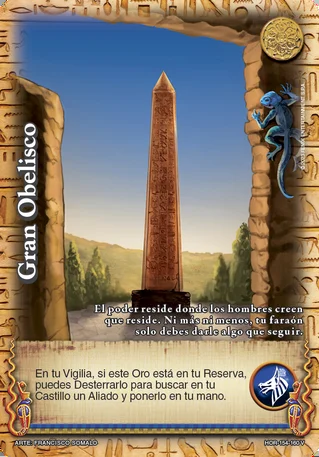 Gran Obelisco
El poder reside donde los hombres creen
que reside. Ni más ni menos, tu faraón
solo debes darle algo que seguir.
En tu Vigilia, si este Oro está en tu Reserva,
puedes Desterrarlo para buscar en tu
Castillo un Aliado y ponerlo en tu mano.
ARTE: FRANCISCO SOMALO
HOR-154-160 V